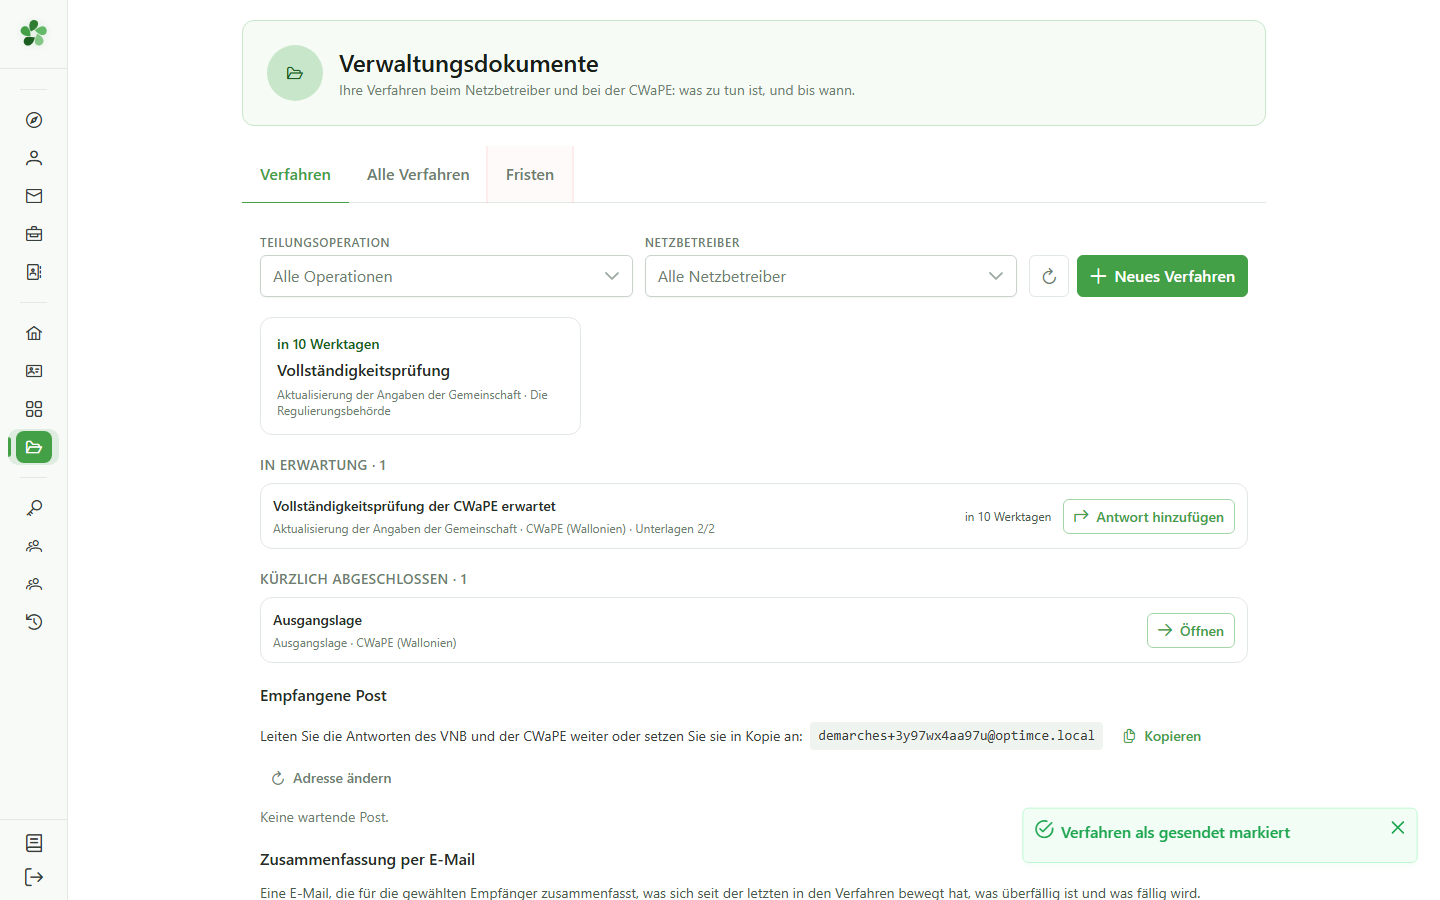 Verwaltungsdokumente
Ihre Verfahren beim Netzbetreiber und bei der CWaPE: was zu tun ist, und bis wann.
Verfahren
Alle Verfahren
Fristen
TEILUNGSOPERATION
NETZBETREIBER
Alle Operationen
Alle Netzbetreiber
Neues Verfahren
in 10 Werktagen
Vollständigkeitsprüfung
Aktualisierung der Angaben der Gemeinschaft · Die
Regulierungsbehörde
IN ERWARTUNG · 1
Vollständigkeitsprüfung der CWaPE erwartet
Aktualisierung der Angaben der Gemeinschaft · CWaPE (Wallonien) · Unterlagen 2/2
in 10 Werktagen
Antwort hinzufügen
KÜRZLICH ABGESCHLOSSEN · 1
Ausgangslage
Ausgangslage · CWaPE (Wallonien)
Öffnen
Empfangene Post
Leiten Sie die Antworten des VNB und der CWaPE weiter oder setzen Sie sie in Kopie an: demarches+3y97wx4aa97u@optimce.local
Kopieren
Adresse ändern
Keine wartende Post.
Verfahren als gesendet markiert
Zusammenfassung per E-Mail
Eine E-Mail, die für die gewählten Empfänger zusammenfasst, was sich seit der letzten in den Verfahren bewegt hat, was überfällig ist und was fällig wird.